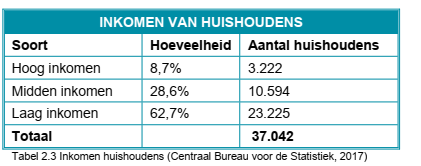 INKOMEN VAN HUISHOUDENS
Soort Hoeveelheid Aantal huishoudens
Hoog inkomen 8,7% 3.222
Midden inkomen 28,6% 10.594
Laag inkomen 62,7% 23.225
Totaal 37.042
Tabel 2.3 Inkomen huishoudens (Centraal Bureau voor de Statistiek, 2017)